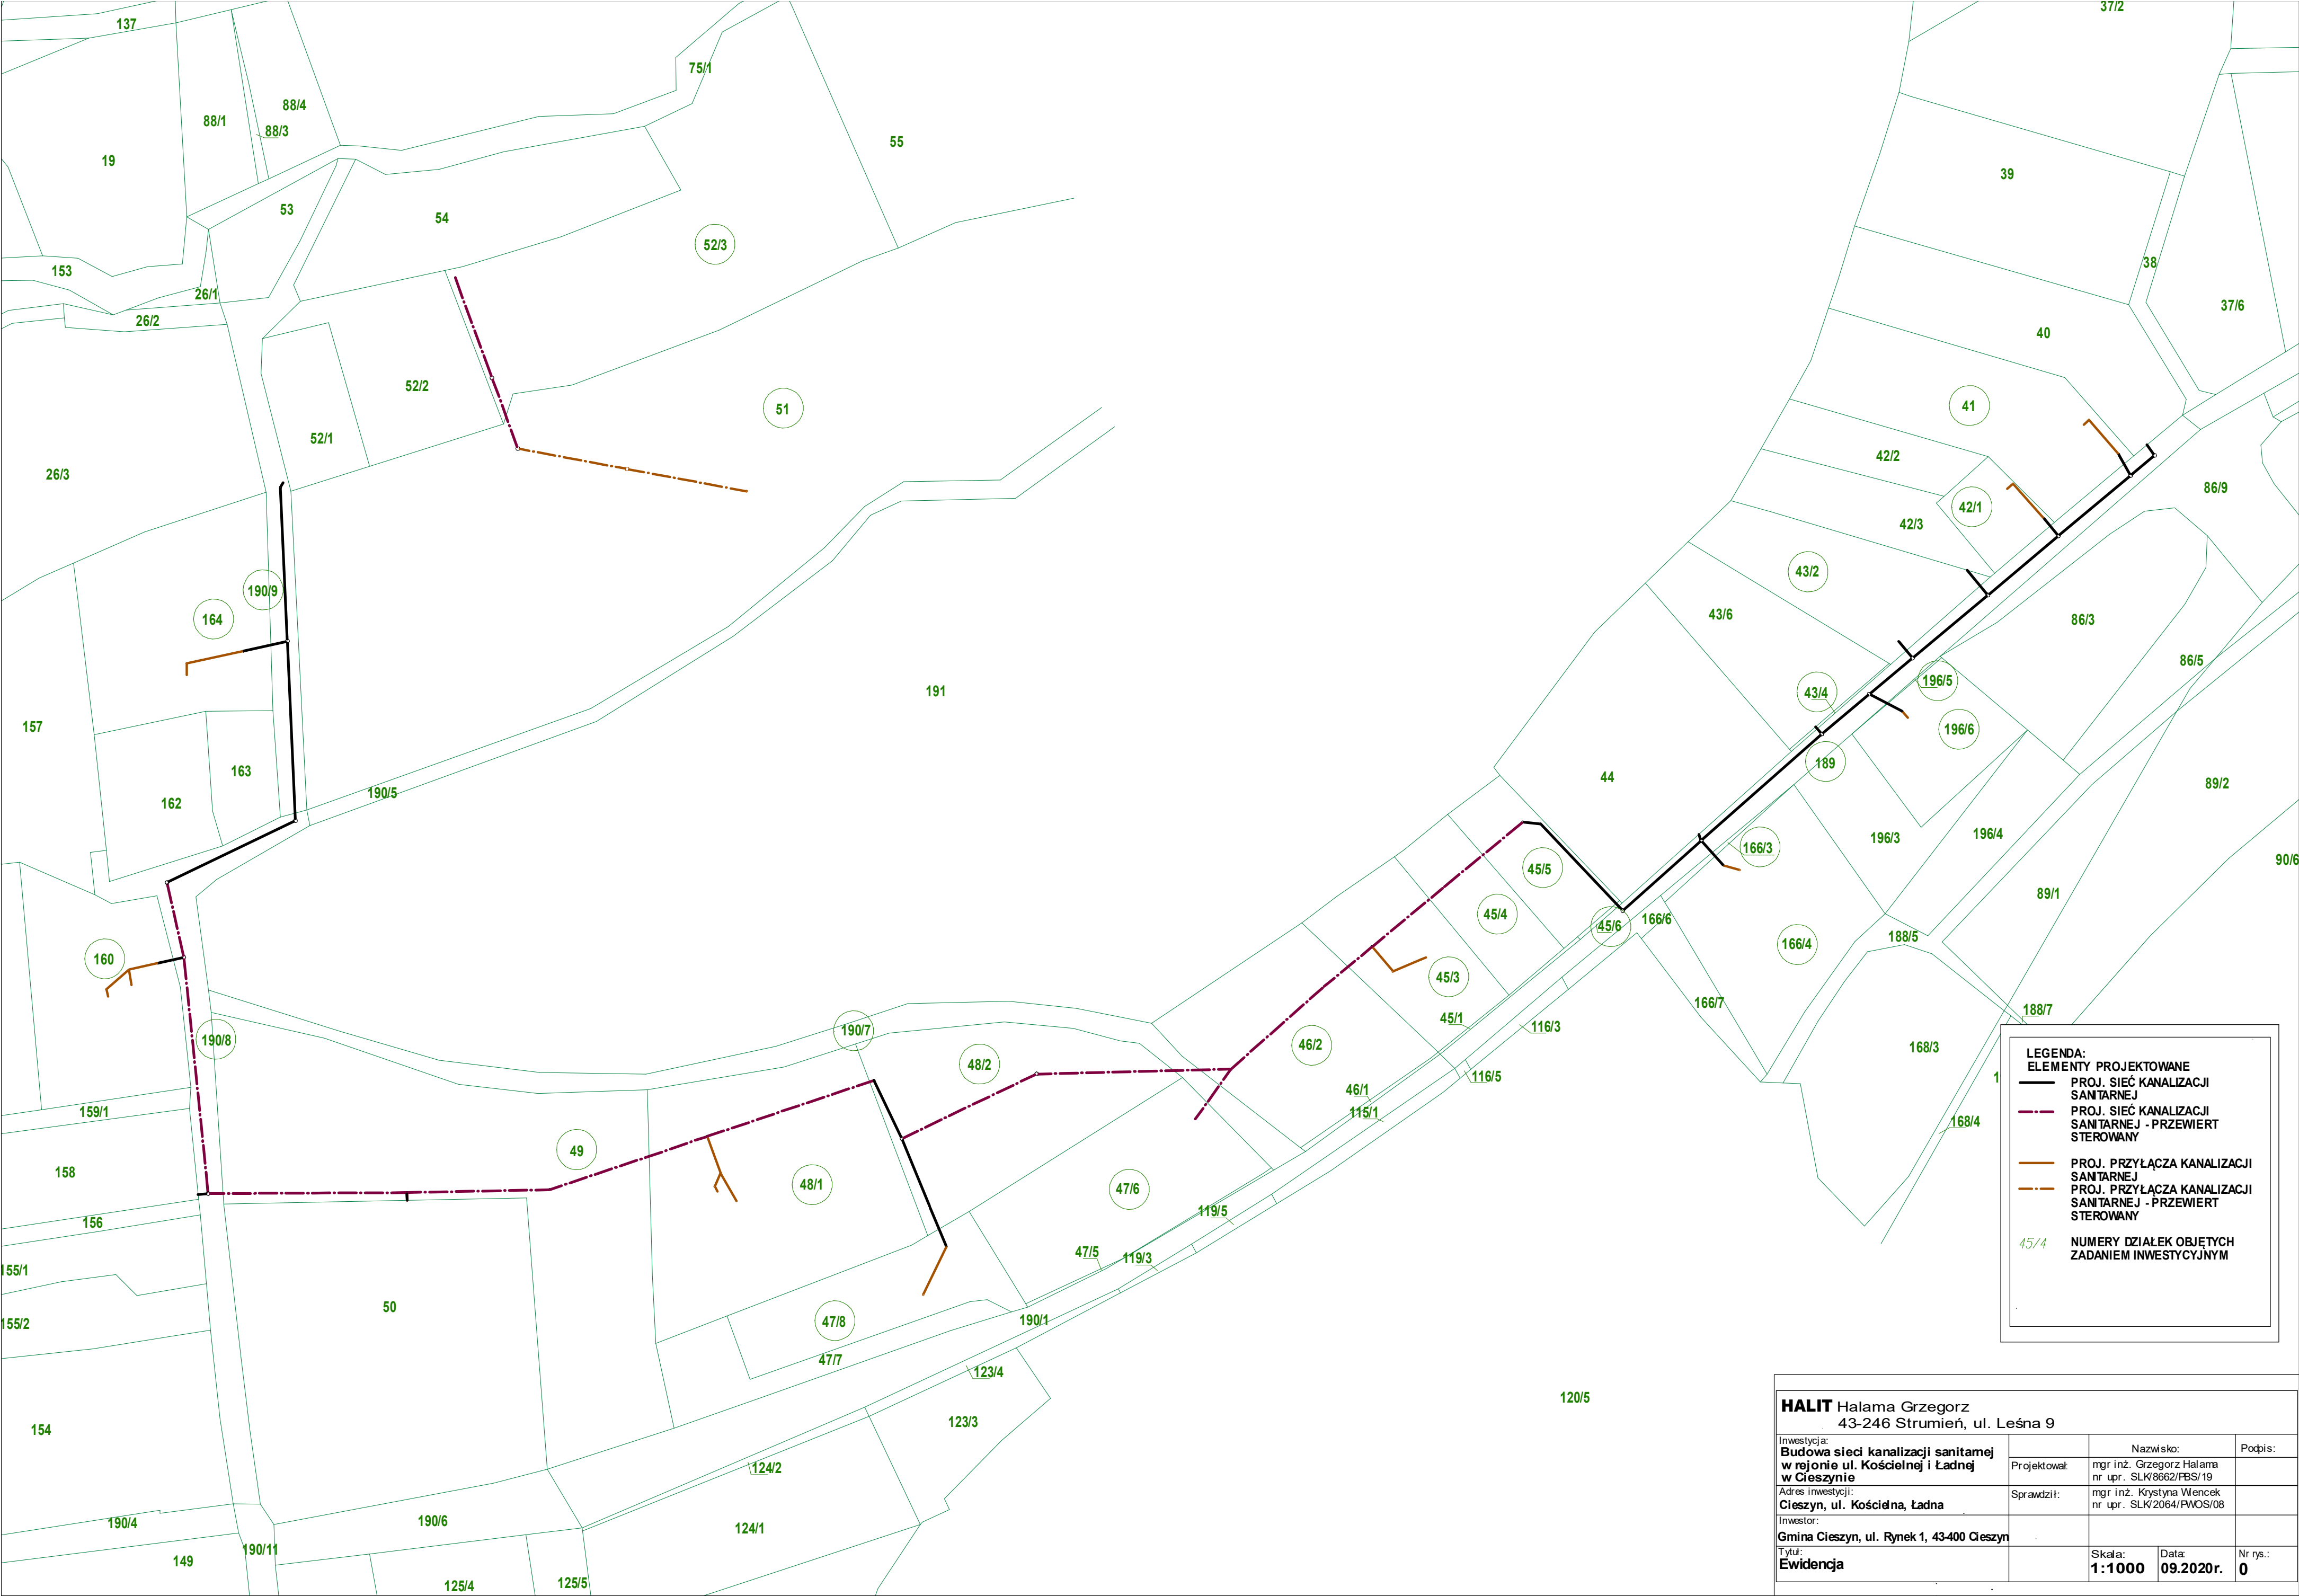 137
37/2
75/1
88/4
88/1
88/3
55
19
39
53
54
52/3
153
38
26/1
37/6
26/2
40
52/2
51
41
52/1
42/2
26/3
86/9
42/1
42/3
43/2
190/9
164
43/6
86/3
86/5
196/5
191
43/4
157
196/6
189
163
44
89/2
190/5
162
196/3
196/4
166/3
90/6
45/5
89/1
45/4
45/6
166/6
188/5
166/4
160
45/3
166/7
188/7
45/1
116/3
190/7
190/8
46/2
168/3
48/2
116/5
1
46/1
159/1
115/1
168/4
49
158
48/1
47/6
119/5
156
47/5
119/3
155/1
50
190/1
47/8
155/2
47/7
123/4
120/5
123/3
154
124/2
190/4
190/6
124/1
190/11
149
125/5
125/4
LEGENDA:
ELEMENTY PROJEKTOWANE
PROJ. SIEĆ KANALIZACJI
SANITARNEJ
PROJ. SIEĆ KANALIZACJI
SANITARNEJ - PRZEWIERT
STEROWANY
PROJ. PRZYŁĄCZA KANALIZACJI
SANITARNEJ
PROJ. PRZYŁĄCZA KANALIZACJI
SANITARNEJ - PRZEWIERT
STEROWANY
45/4 NUMERY DZIAŁEK OBJĘTYCH
ZADANIEM INWESTYCYJNYM
HALIT Halama Grzegorz
43-246 Strumień, ul. Leśna 9
Inwestycja:
Budowa sieci kanalizacji sanitarnej
w rejonie ul. Kościelnej i Ładnej
w Cieszynie
Nazwisko: Podpis:
Projektował: mgr inż. Grzegorz Halama
nr upr. SLK/8662/PBS/19
Adres inwestycji:
Cieszyn, ul. Kościelna, Ładna
Sprawdził: mgr inż. Krystyna Wiencek
nr upr. SLK/2064/PWOS/08
Inwestor:
Gmina Cieszyn, ul. Rynek 1, 43-400 Cieszyn
Tytuł:
Ewidencja
Skala: Data: Nr rys.:
1:1000 09.2020r. 0